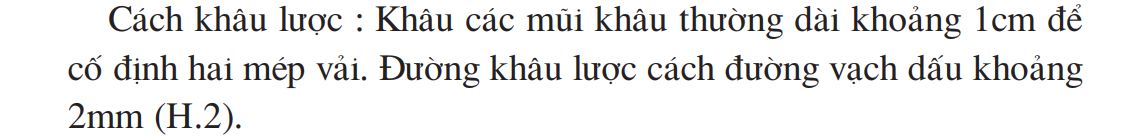 Cách khâu lược : Khâu các mũi khâu thường dài khoảng 1cm để
cố định hai mép vải. Đường khâu lược cách đường vạch dấu khoảng
2mm (H.2).